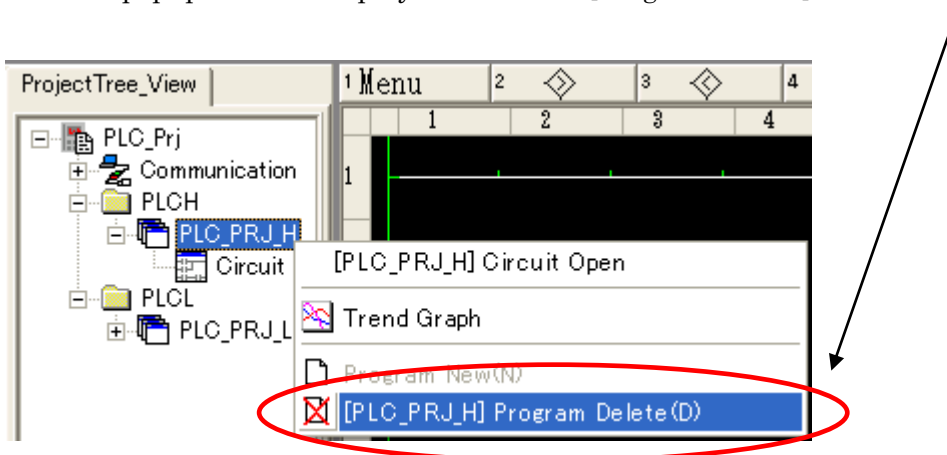 ProjectTree_View
1 Menu 2 3 4
1 2 3 4
PLC_Prj
Communication
1
PLCH
PLC_PRJ_H
Circuit
[PLC_PRJ_H] Circuit Open
PLCL
Trend Graph
PLC_PRJ_L
Program New(N)
[PLC_PRJ_H] Program Delete(D)